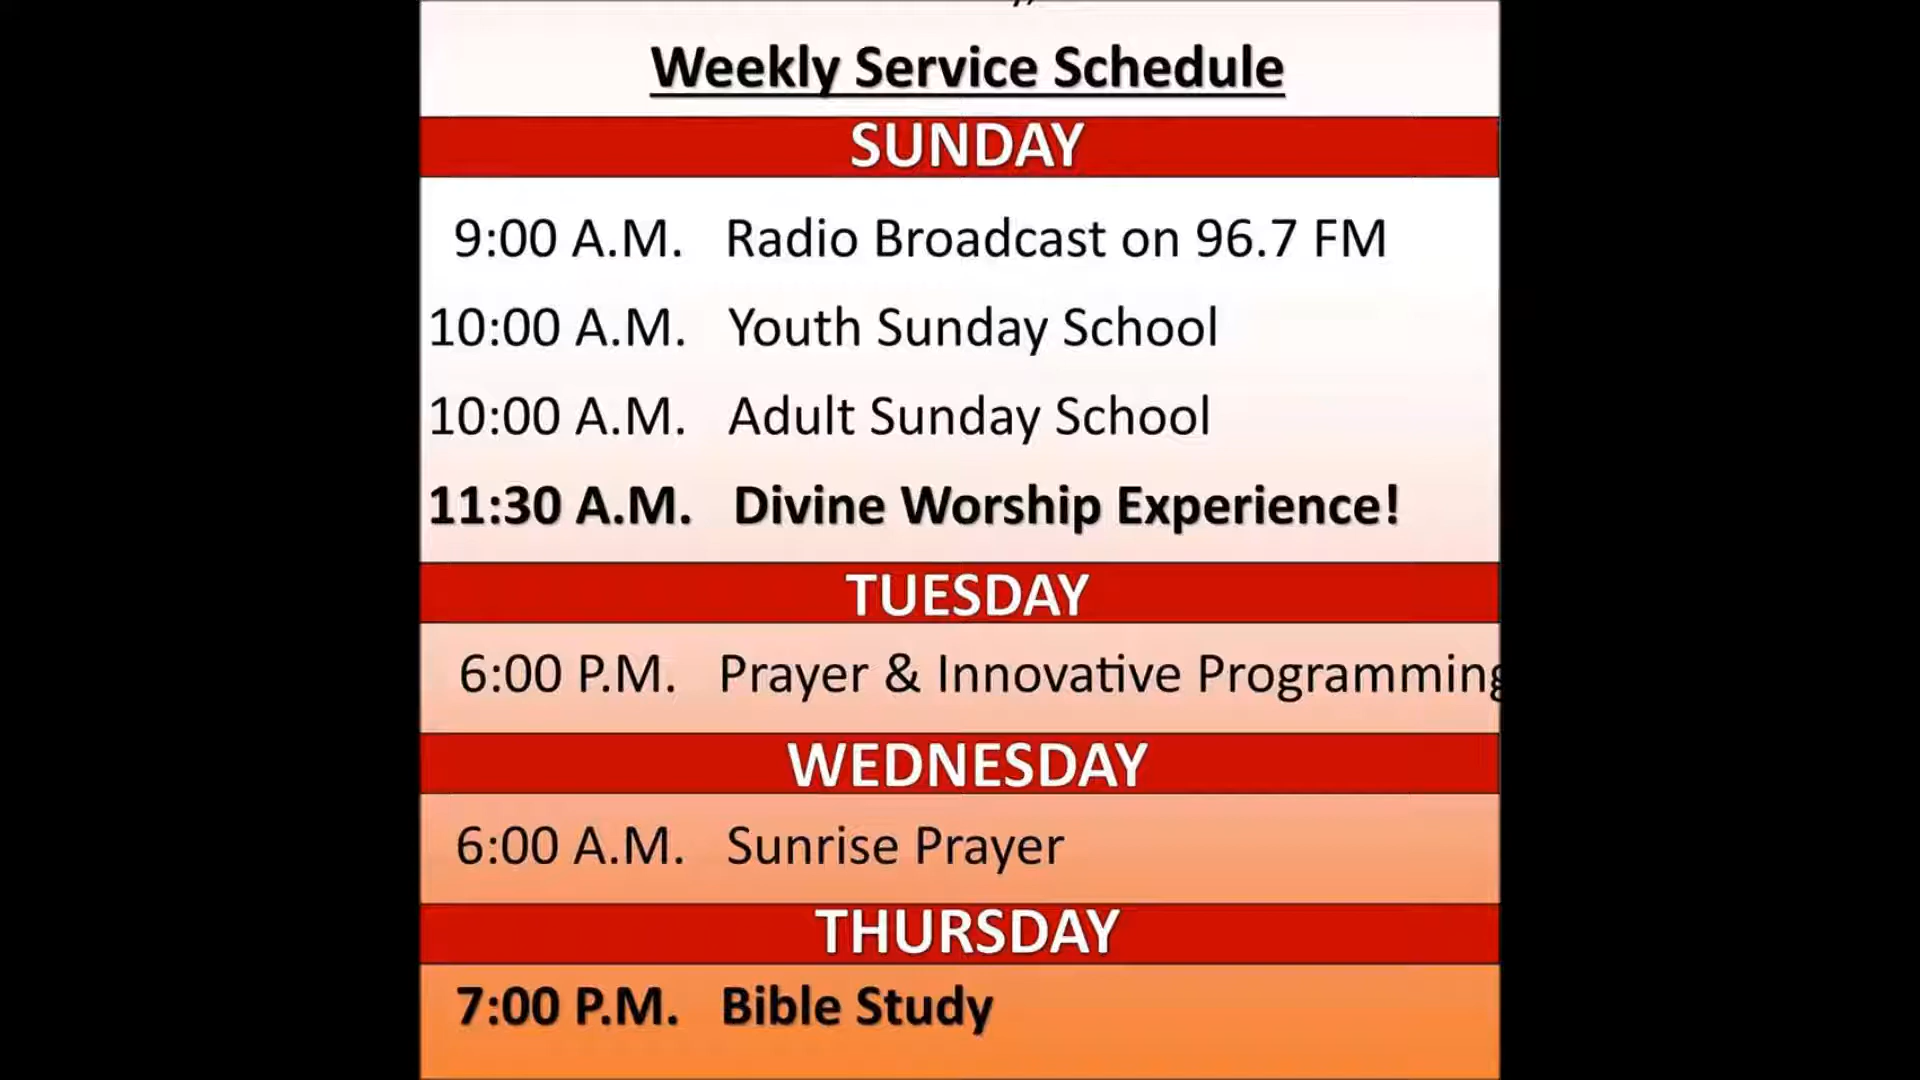 Weekly Service Schedule
SUNDAY
9:00 A.M. Radio Broadcast on 96.7 FM
10:00 A.M. Youth Sunday School
10:00 A.M. Adult Sunday School
11:30 A.M. Divine Worship Experience!
TUESDAY
6:00 P.M. Prayer & Innovative Programming
WEDNESDAY
6:00 A.M. Sunrise Prayer
THURSDAY
7:00 P.M. Bible Study